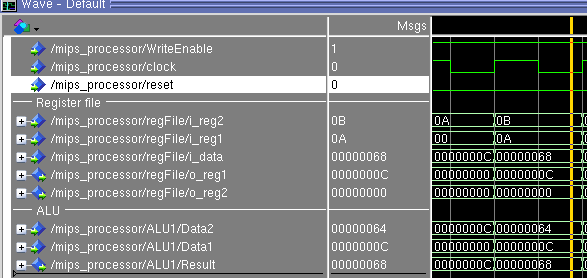 Wave - Default
Msgs
/mips_processor/WriteEnable 1
/mips_processor/clock 0
/mips_processor/reset 0
Register file
/mips_processor/regFile/i_reg2 0B 0A 0B
/mips_processor/regFile/i_reg1 0A 00 0A
/mips_processor/regFile/i_data 00000068 0000000C 00000068
/mips_processor/regFile/o_reg1 0000000C 00000000 0000000C
/mips_processor/regFile/o_reg2 00000000 0000000C 00000000
ALU
/mips_processor/ALU1/Data2 00000064 0000000C 00000064
/mips_processor/ALU1/Data1 0000000C 00000000 0000000C
/mips_processor/ALU1/Result 00000068 0000000C 00000068